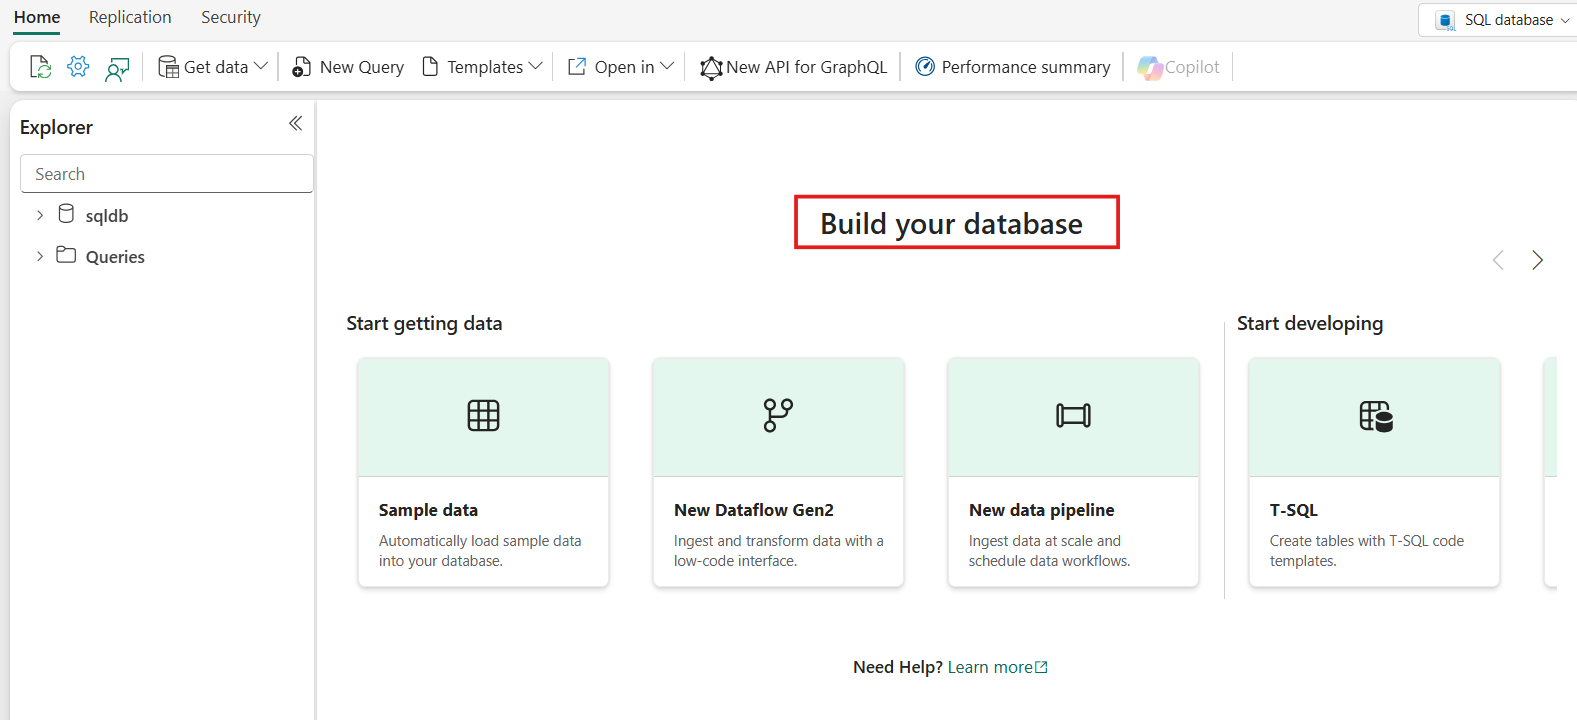 Home Replication Security
SQL database
Get data New Query Templates Open in New API for GraphQL Performance summary Copilot
Explorer
Search
sqldb
Queries
Build your database
Start getting data
Sample data
Automatically load sample data
into your database.
New Dataflow Gen2
Ingest and transform data with a
low-code interface.
New data pipeline
Ingest data at scale and
schedule data workflows.
Start developing
T-SQL
Create tables with T-SQL code
templates.
Need Help? Learn more